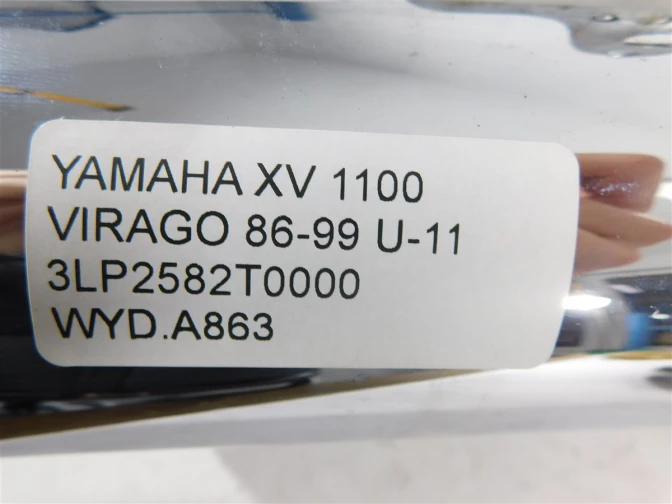 YAMAHA XV 1100
VIRAGO 86-99 U-11
3LP2582T0000
WYD.A863